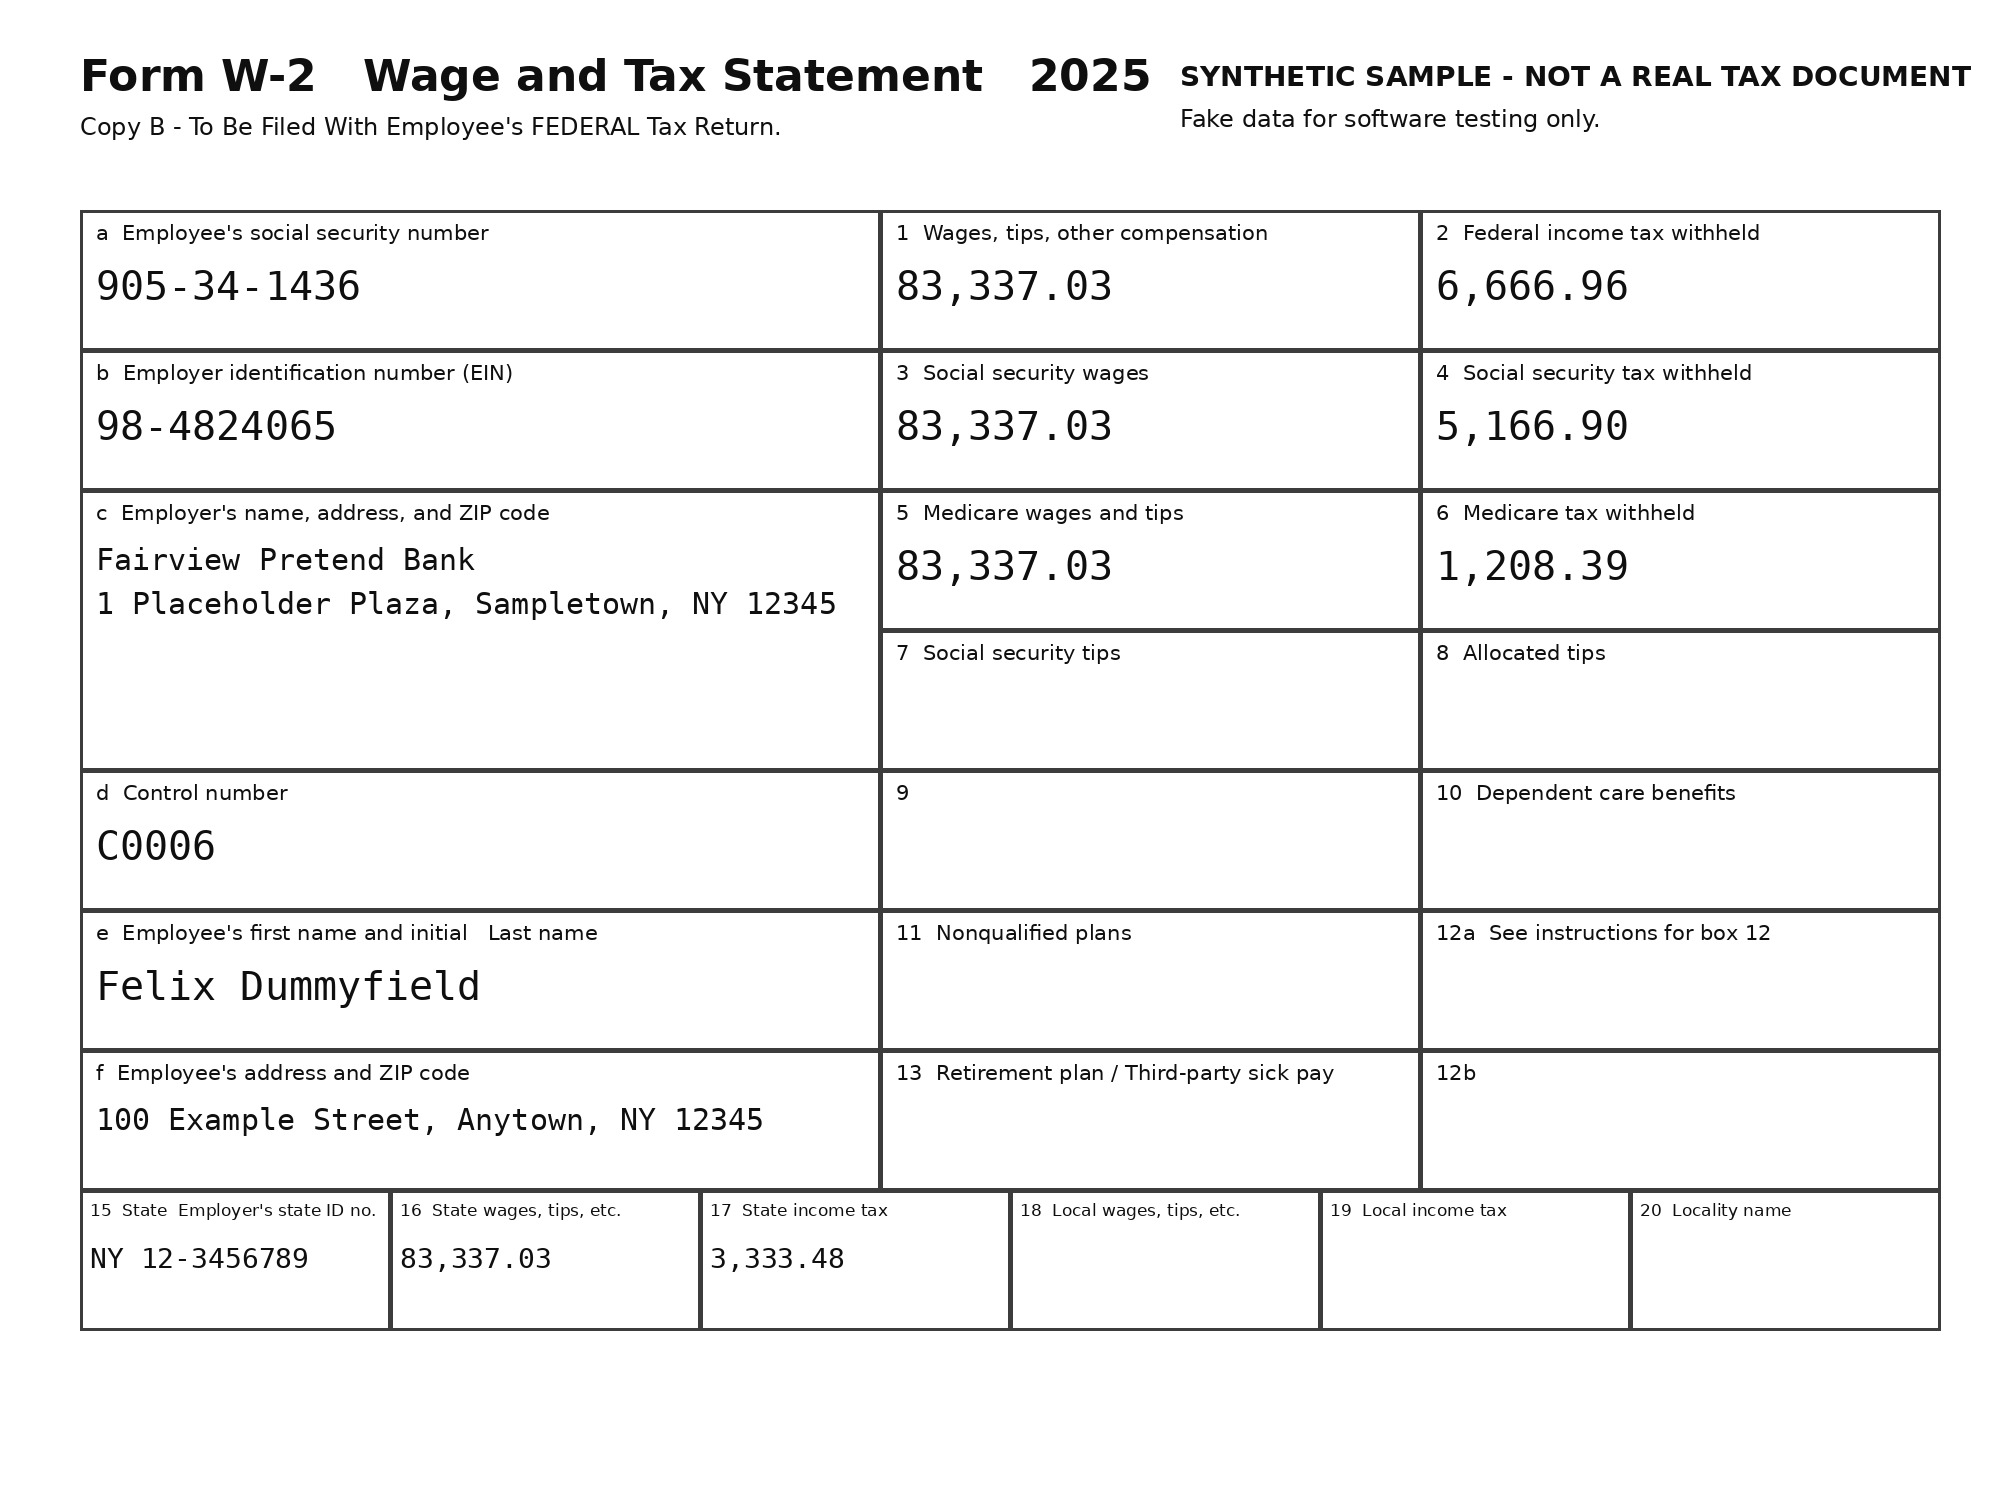 Form W-2   Wage and Tax Statement   2025
SYNTHETIC SAMPLE - NOT A REAL TAX DOCUMENT
Copy B - To Be Filed With Employee's FEDERAL Tax Return.
Fake data for software testing only.
a  Employee's social security number
905-34-1436
1  Wages, tips, other compensation
83,337.03
2  Federal income tax withheld
6,666.96
b  Employer identification number (EIN)
98-4824065
3  Social security wages
83,337.03
4  Social security tax withheld
5,166.90
c  Employer's name, address, and ZIP code
Fairview Pretend Bank
1 Placeholder Plaza, Sampletown, NY 12345
5  Medicare wages and tips
83,337.03
6  Medicare tax withheld
1,208.39
7  Social security tips
8  Allocated tips
d  Control number
C0006
9
10  Dependent care benefits
e  Employee's first name and initial   Last name
Felix Dummyfield
11  Nonqualified plans
12a  See instructions for box 12
f  Employee's address and ZIP code
100 Example Street, Anytown, NY 12345
13  Retirement plan / Third-party sick pay
12b
15  State  Employer's state ID no.
NY 12-3456789
16  State wages, tips, etc.
83,337.03
17  State income tax
3,333.48
18  Local wages, tips, etc.
19  Local income tax
20  Locality name